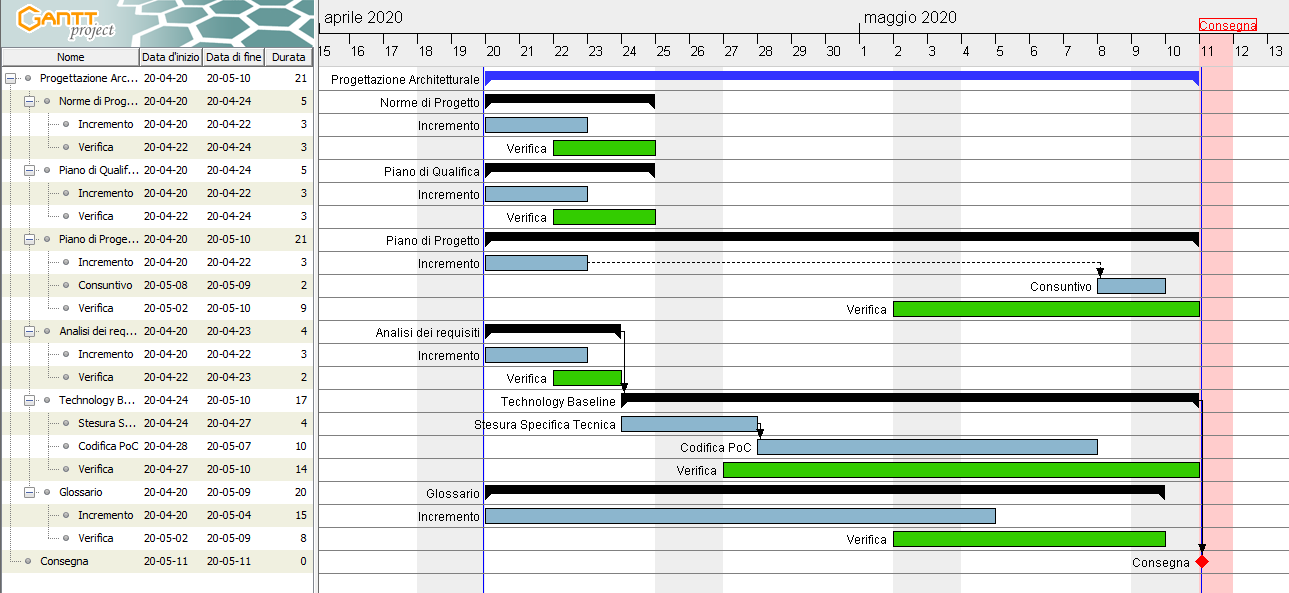 GANTT
project
aprile 2020
maggio 2020
Consegna
Nome Data d'inizio Data di fine Durata
15 16 17 18 19 20 21 22 23 24 25 26 27 28 29 30 1 2 3 4 5 6 7 8 9 10 11 12 13
Progettazione Arc... 20-04-20 20-05-10 21 Progettazione Architetturale
Norme di Prog... 20-04-20 20-04-24 5 Norme di Progetto
Incremento 20-04-20 20-04-22 3 Incremento
Verifica 20-04-22 20-04-24 3 Verifica
Piano di Qualif... 20-04-20 20-04-24 5 Piano di Qualifica
Incremento 20-04-20 20-04-22 3 Incremento
Verifica 20-04-22 20-04-24 3 Verifica
Piano di Proge... 20-04-20 20-05-10 21 Piano di Progetto
Incremento 20-04-20 20-04-22 3 Incremento
Consuntivo 20-05-08 20-05-09 2 Consuntivo
Verifica 20-05-02 20-05-10 9 Verifica
Analisi dei req... 20-04-20 20-04-23 4 Analisi dei requisiti
Incremento 20-04-20 20-04-22 3 Incremento
Verifica 20-04-22 20-04-23 2 Verifica
Technology B... 20-04-24 20-05-10 17 Technology Baseline
Stesura S... 20-04-24 20-04-27 4 Stesura Specifica Tecnica
Codifica PoC 20-04-28 20-05-07 10 Codifica PoC
Verifica 20-04-27 20-05-10 14 Verifica
Glossario 20-04-20 20-05-09 20 Glossario
Incremento 20-04-20 20-05-04 15 Incremento
Verifica 20-05-02 20-05-09 8 Verifica
Consegna 20-05-11 20-05-11 0 Consegna